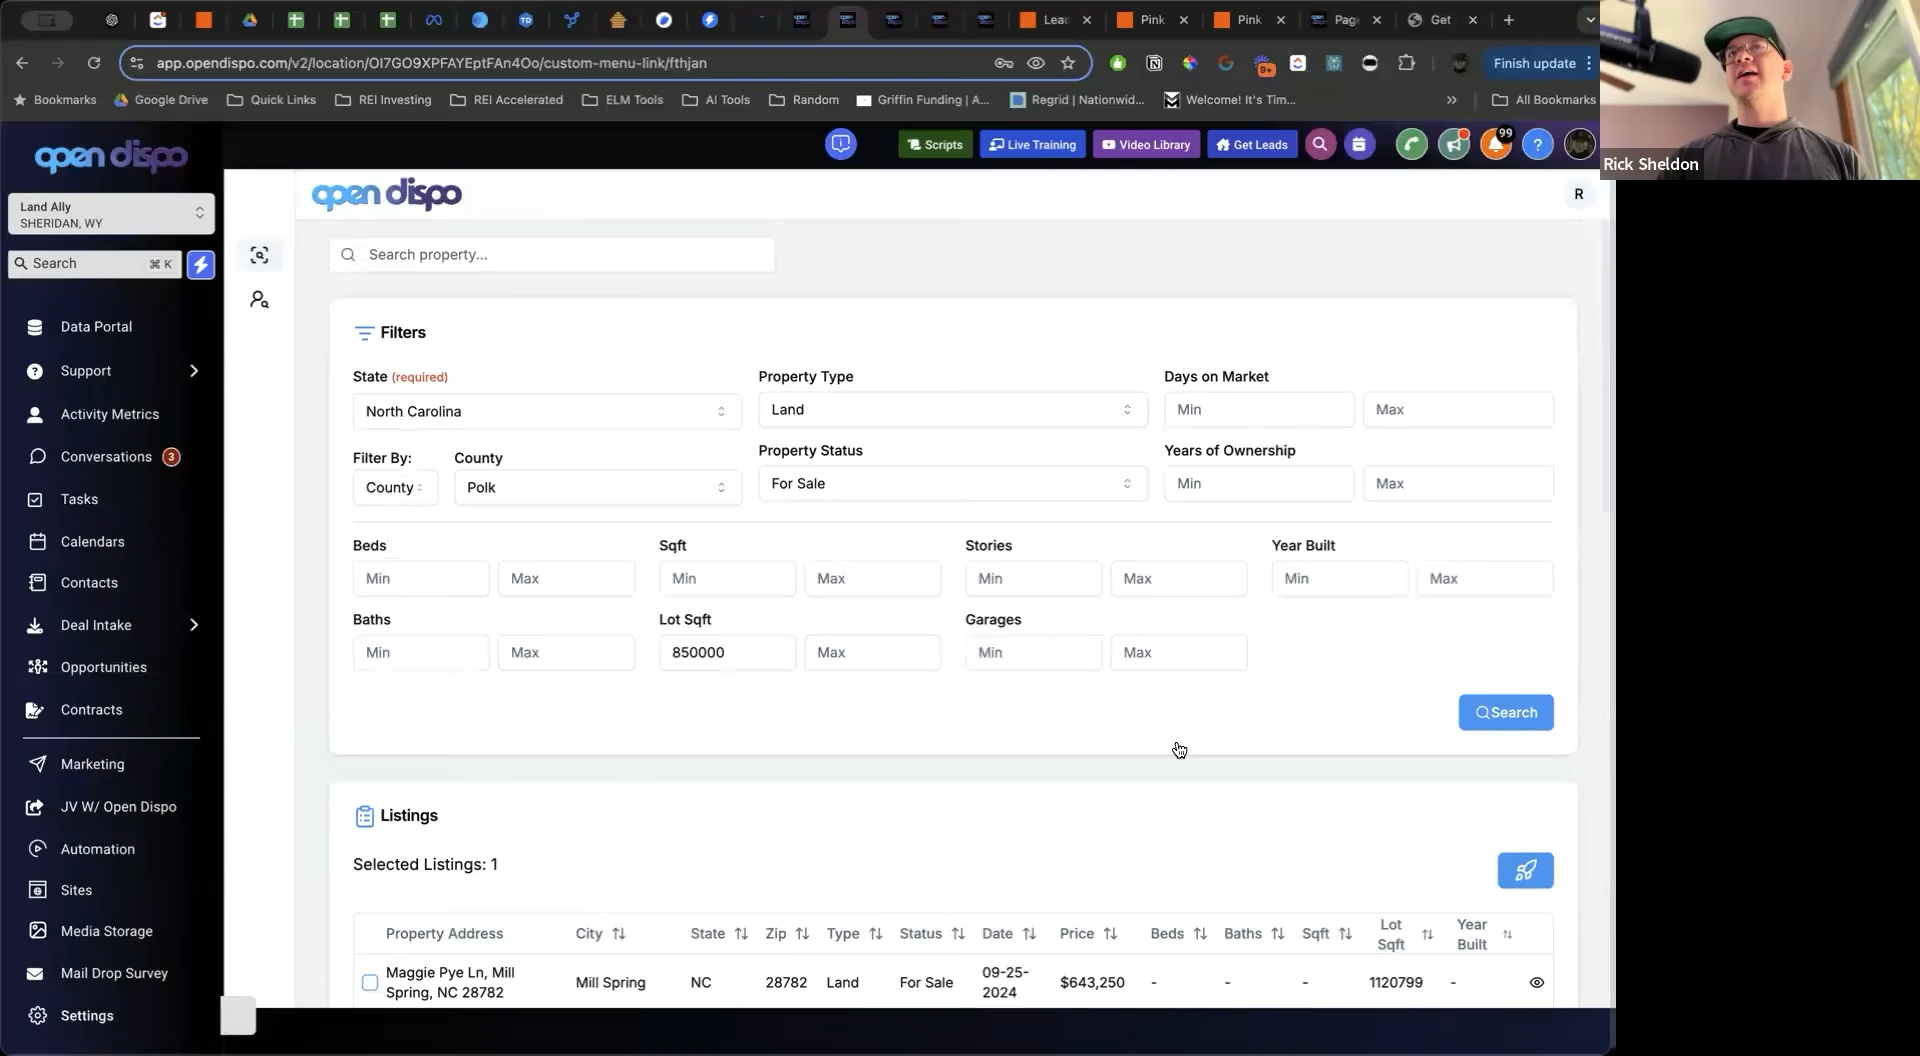 Lead
Pink
Pink
Pag
Get
app.opendispo.com/v2/location/OI7GO9XPFAYEptFAn4Oo/custom-menu-link/fthjan
9+
Finish update
Bookmarks
Google Drive
Quick Links
REI Investing
REI Accelerated
ELM Tools
AI Tools
Random
Griffin Funding | A...
Regrid | Nationwid...
Welcome! It's Tim...
All Bookmarks
Rick Sheldon
open dispo
Scripts
Live Training
Video Library
Get Leads
99
?
Land Ally
SHERIDAN, WY
Search
⌘ K
Data Portal
Support
Activity Metrics
Conversations
3
Tasks
Calendars
Contacts
Deal Intake
Opportunities
Contracts
Marketing
JV W/ Open Dispo
Automation
Sites
Media Storage
Mail Drop Survey
Settings
open dispo
R
Search property...
Filters
State (required)
Property Type
Days on Market
North Carolina
Land
Min
Max
Filter By:
County
Property Status
Years of Ownership
County
Polk
For Sale
Min
Max
Beds
Sqft
Stories
Year Built
Min
Max
Min
Max
Min
Max
Min
Max
Baths
Lot Sqft
Garages
Min
Max
850000
Max
Min
Max
Search
Listings
Selected Listings: 1
Property Address
City
State
Zip
Type
Status
Date
Price
Beds
Baths
Sqft
Lot
Sqft
Year
Built
Maggie Pye Ln, Mill
Spring, NC 28782
Mill Spring
NC
28782
Land
For Sale
09-25-
2024
$643,250
-
-
-
1120799
-